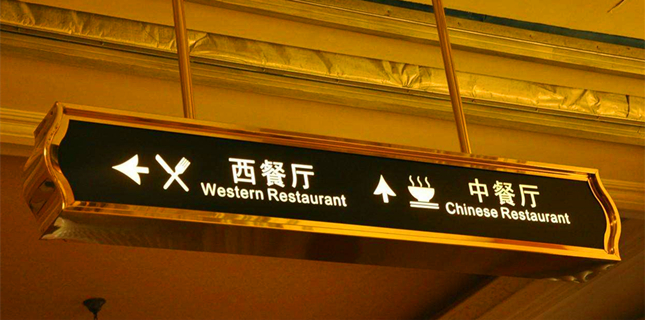 西餐厅
Western Restaurant
中餐厅
Chinese Restaurant